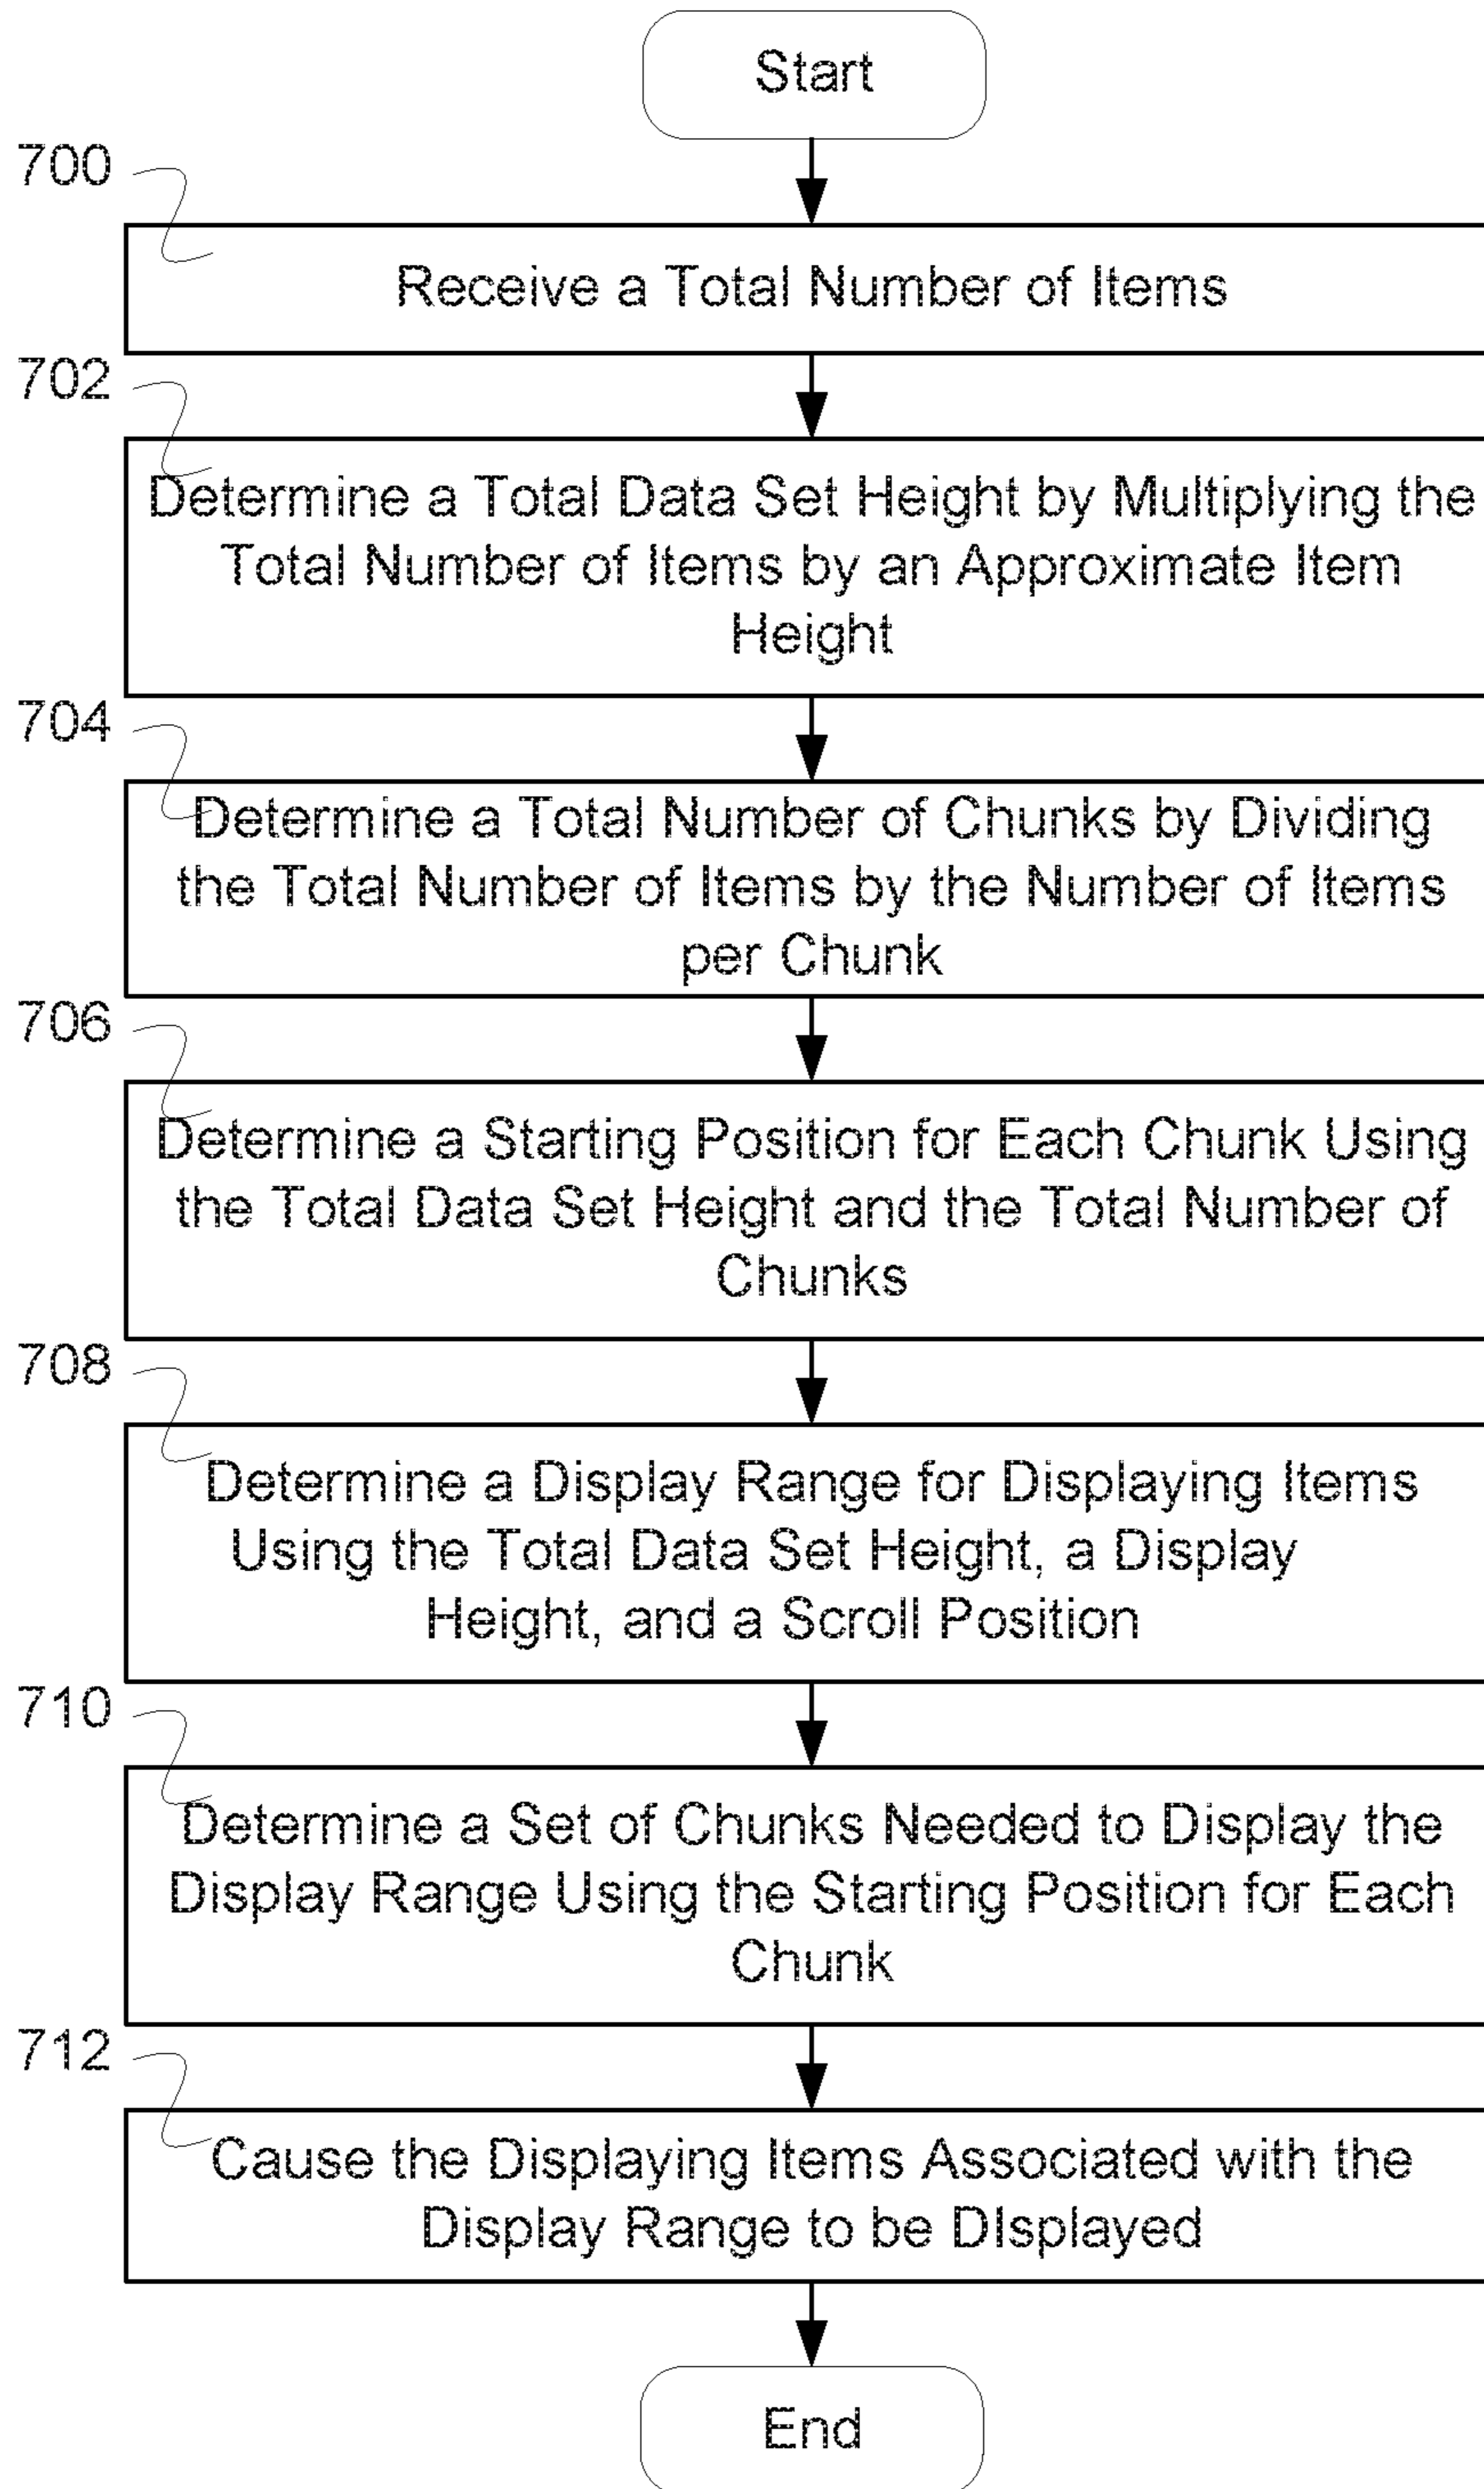 Start
700
Receive a Total Number of Items
702
Determine a Total Data Set Height by Multiplying the
Total Number of Items by an Approximate Item
Height
704
Determine a Total Number of Chunks by Dividing
the Total Number of Items by the Number of Items
per Chunk
706
Determine a Starting Position for Each Chunk Using
the Total Data Set Height and the Total Number of
Chunks
708
Determine a Display Range for Displaying Items
Using the Total Data Set Height, a Display
Height, and a Scroll Position
710
Determine a Set of Chunks Needed to Display the
Display Range Using the Starting Position for Each
Chunk
712
Cause the Displaying Items Associated with the
Display Range to be DIsplayed
End